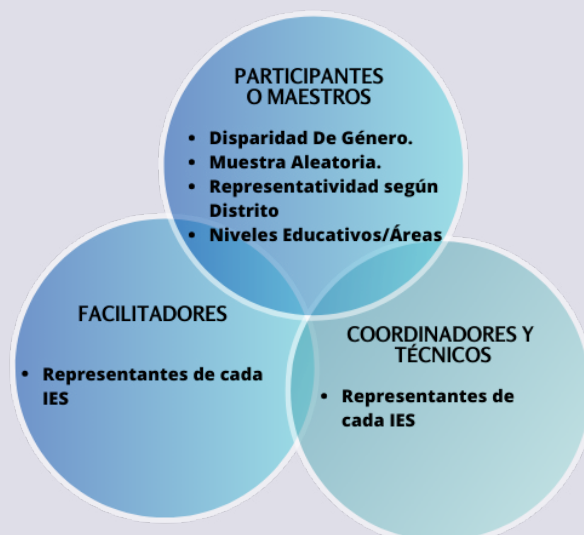 PARTICIPANTES
O MAESTROS
• Disparidad De Género.
• Muestra Aleatoria.
• Representatividad según
Distrito
• Niveles Educativos/Áreas
FACILITADORES
• Representantes de cada
IES
COORDINADORES Y
TÉCNICOS
• Representantes de
cada IES